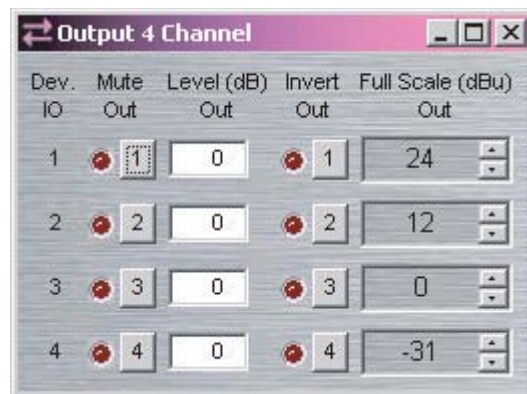 Output 4 Channel
Dev. Mute Level (dB) Invert Full Scale (dBu)
IO Out Out Out Out
1 1 0 1 24
2 2 0 2 12
3 3 0 3 0
4 4 0 4 -31